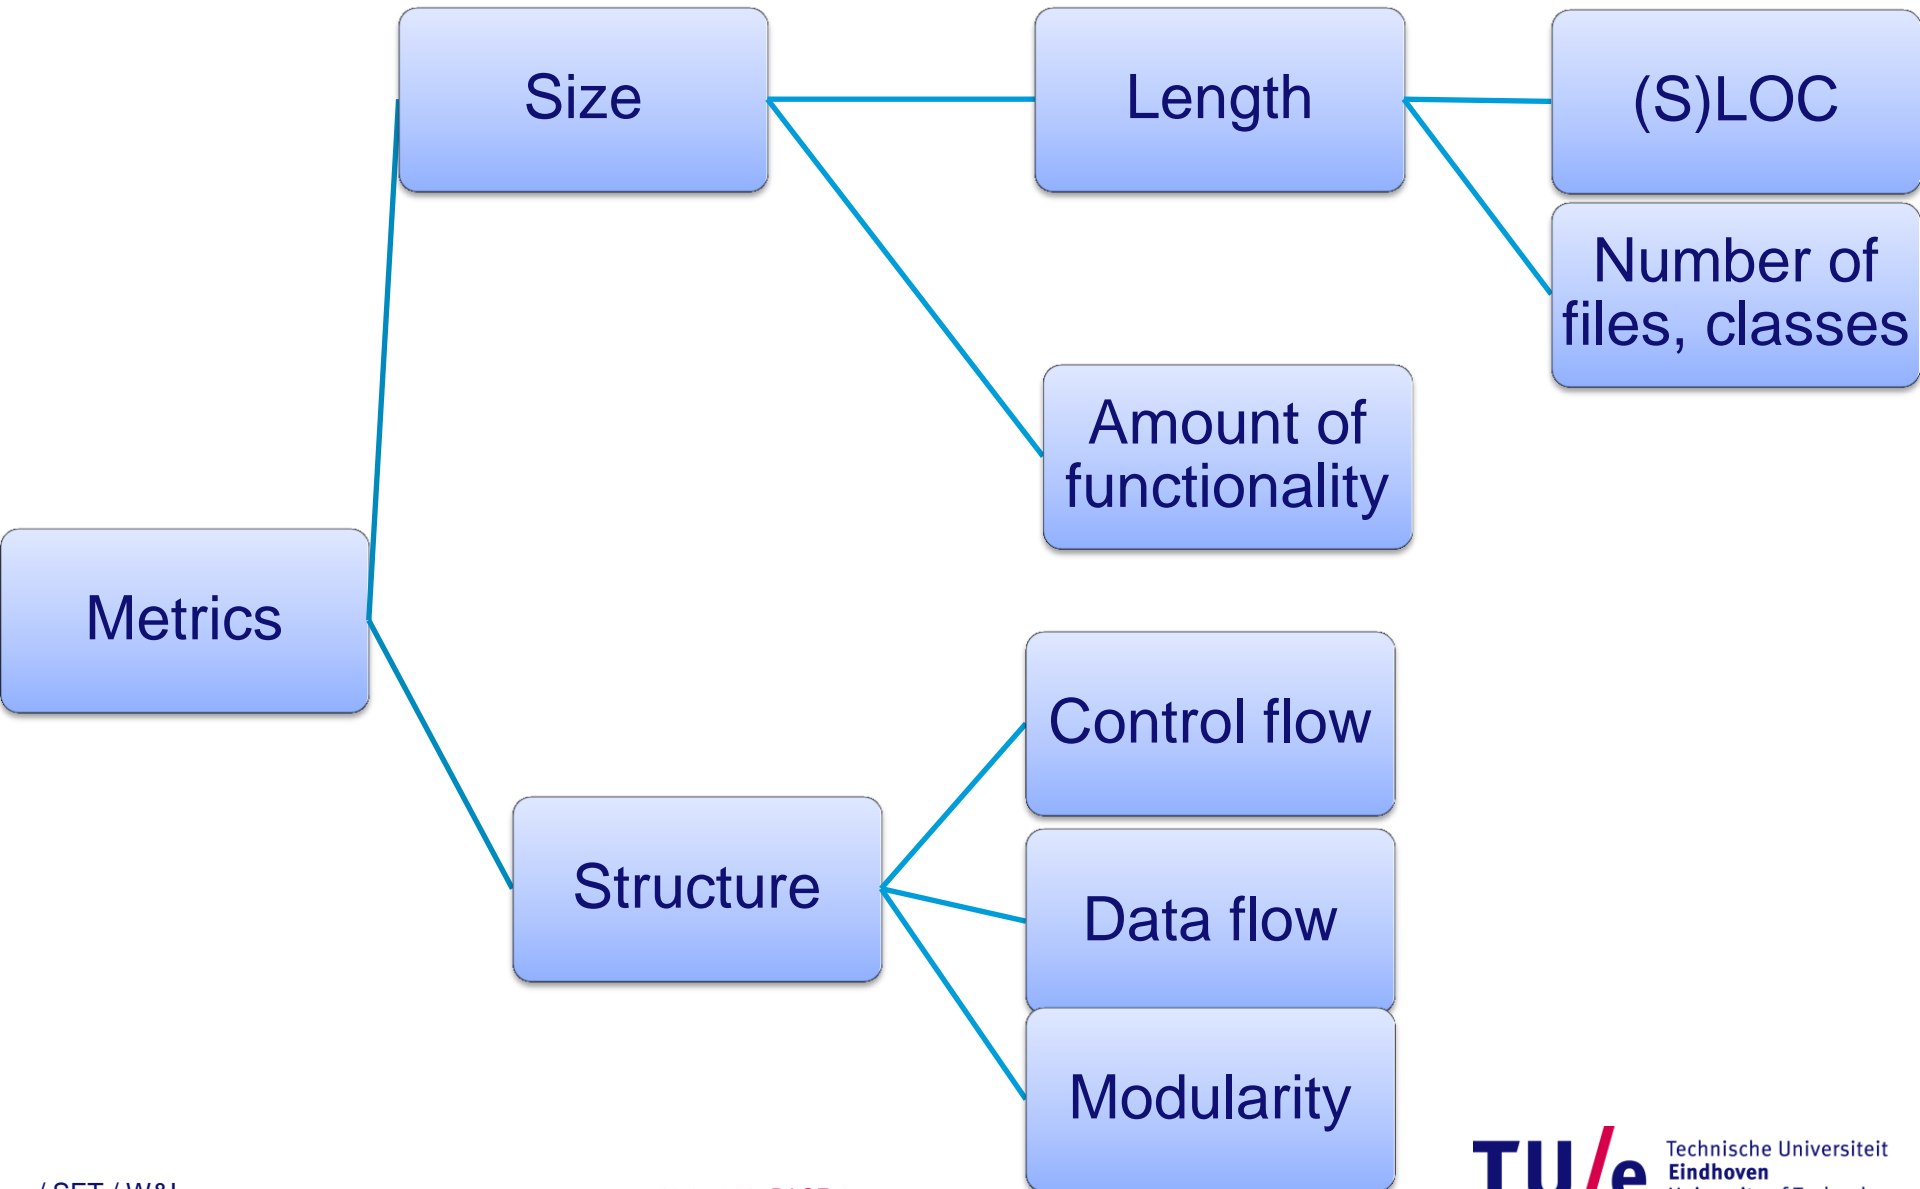 Size
Length
(S)LOC
Number of
files, classes
Amount of
functionality
Metrics
Control flow
Structure
Data flow
Modularity
/ SET / W&I
TU/e
Technische Universiteit
Eindhoven